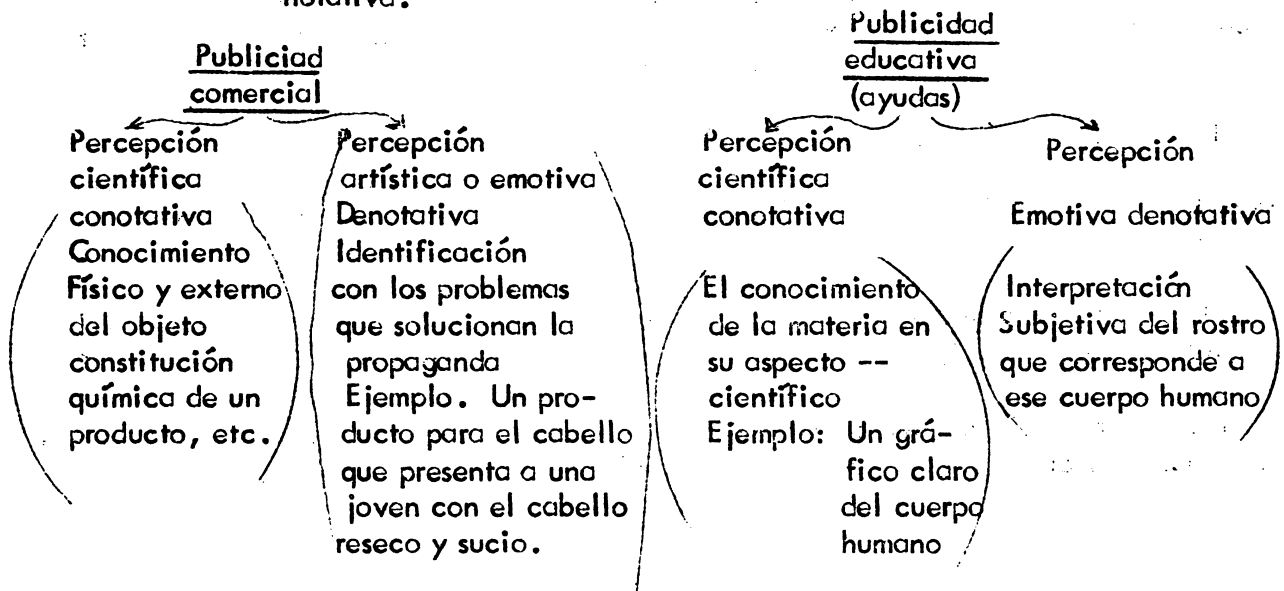 notativa.
Publiciad
comercial
Percepción
científica
conotativa
Conocimiento
Físico y externo
del objeto
constitución
química de un
producto, etc.
Percepción
artística o emotiva
Denotativa
Identificación
con los problemas
que solucionan la
propaganda
Ejemplo. Un pro-
ducto para el cabello
que presenta a una
joven con el cabello
reseco y sucio.
Publicidad
educativa
(ayudas)
Percepción
científica
conotativa
El conocimiento
de la materia en
su aspecto --
científico
Ejemplo: Un grá-
fico claro
del cuerpo
humano
Percepción
Emotiva denotativa
Interpretación
Subjetiva del rostro
que corresponde a
ese cuerpo humano